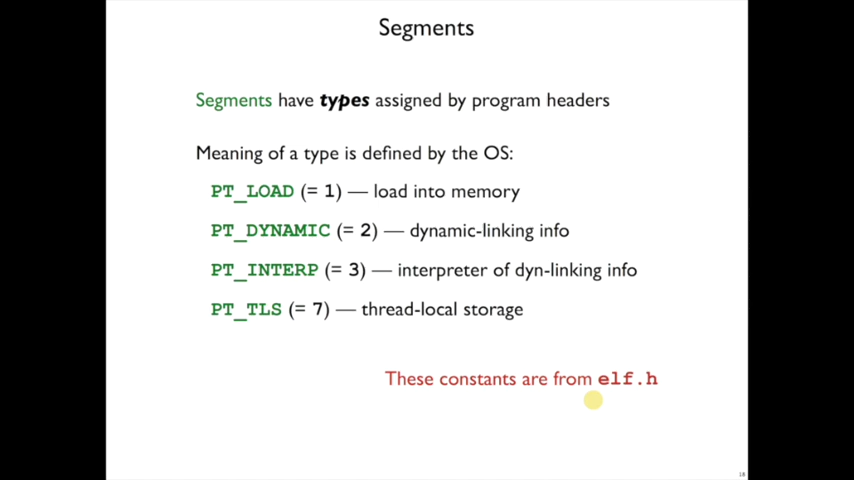 Segments
Segments have types assigned by program headers
Meaning of a type is defined by the OS:
PT_LOAD (= 1) — load into memory
PT_DYNAMIC (= 2) — dynamic-linking info
PT_INTERP (= 3) — interpreter of dyn-linking info
PT_TLS (= 7) — thread-local storage
These constants are from elf.h
18